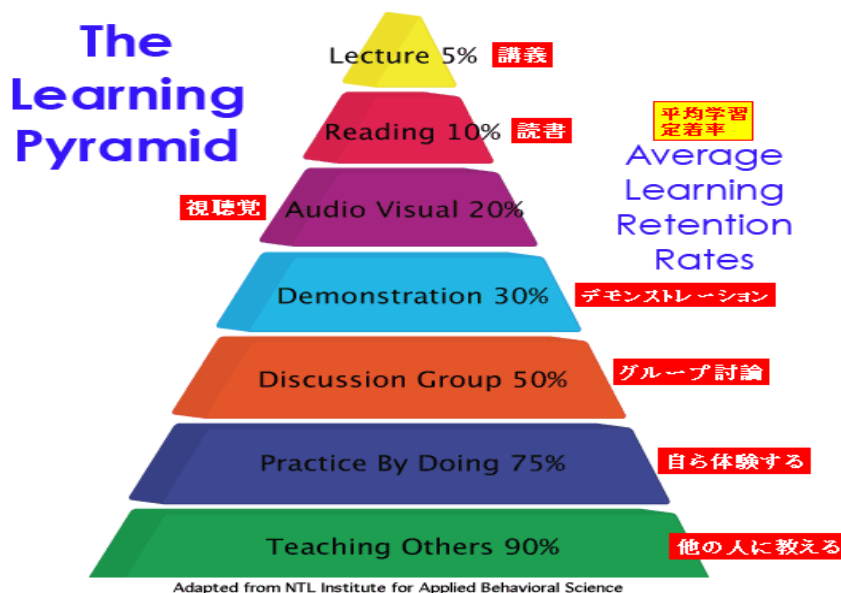 The
Learning
Pyramid
Lecture 5%
講義
Reading 10%
読書
平均学習
定着率
Average
Learning
Retention
Rates
視聴覚
Audio Visual 20%
Demonstration 30%
デモンストレーション
Discussion Group 50%
グループ討論
Practice By Doing 75%
自ら体験する
Teaching Others 90%
他の人に教える
Adapted from NTL Institute for Applied Behavioral Science